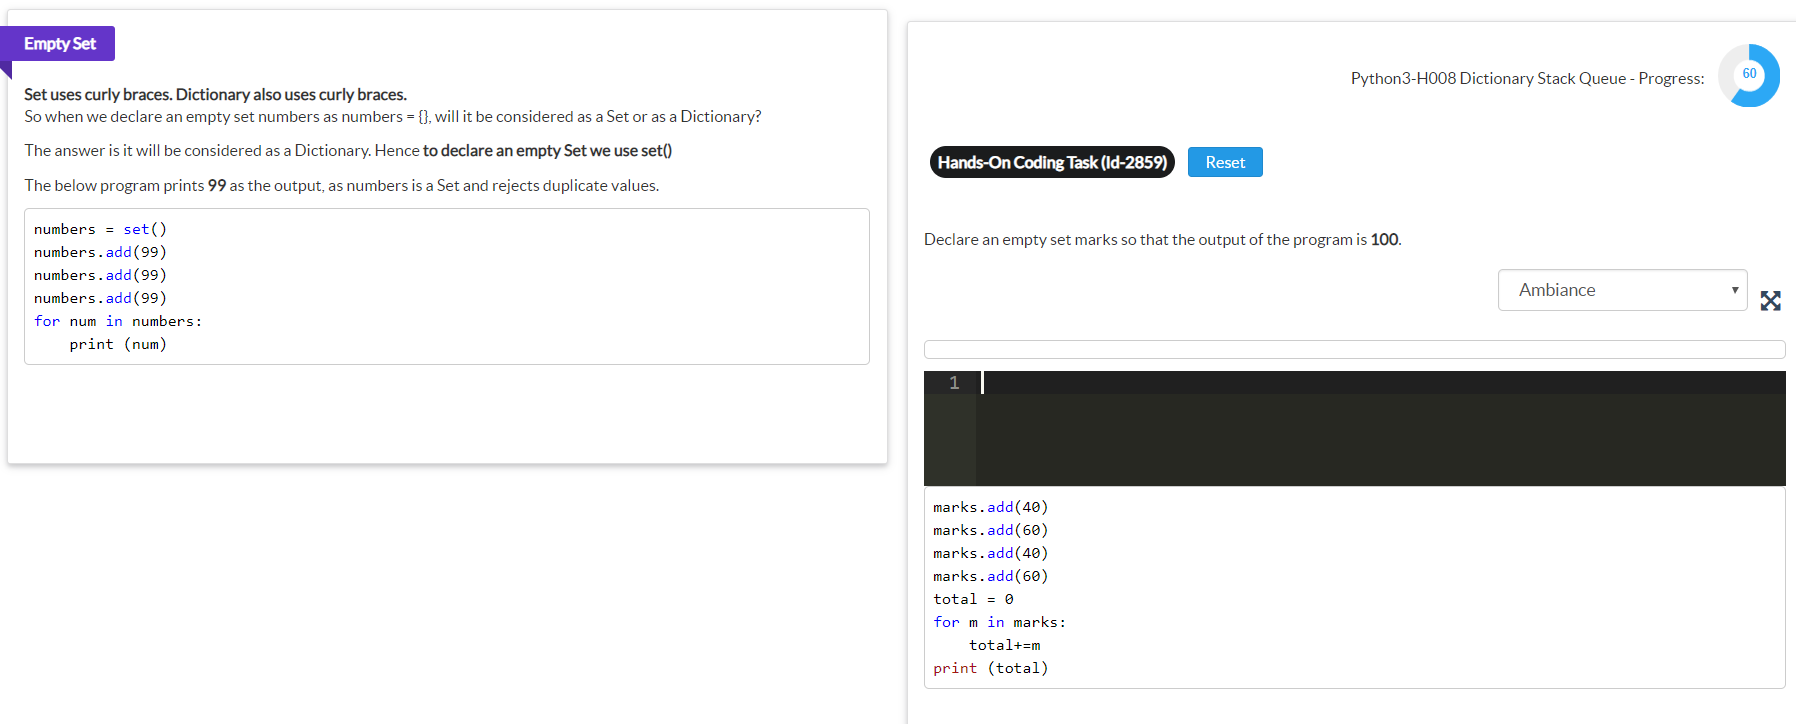 Empty Set
Set uses curly braces. Dictionary also uses curly braces.
So when we declare an empty set numbers as numbers = {}, will it be considered as a Set or as a Dictionary?
The answer is it will be considered as a Dictionary. Hence to declare an empty Set we use set()
The below program prints 99 as the output, as numbers is a Set and rejects duplicate values.
numbers = set()
numbers.add(99)
numbers.add(99)
numbers.add(99)
for num in numbers:
    print (num)
Python3-H008 Dictionary Stack Queue - Progress:
60
Hands-On Coding Task (Id-2859)
Reset
Declare an empty set marks so that the output of the program is 100.
Ambiance
1
marks.add(40)
marks.add(60)
marks.add(40)
marks.add(60)
total = 0
for m in marks:
    total+=m
print (total)